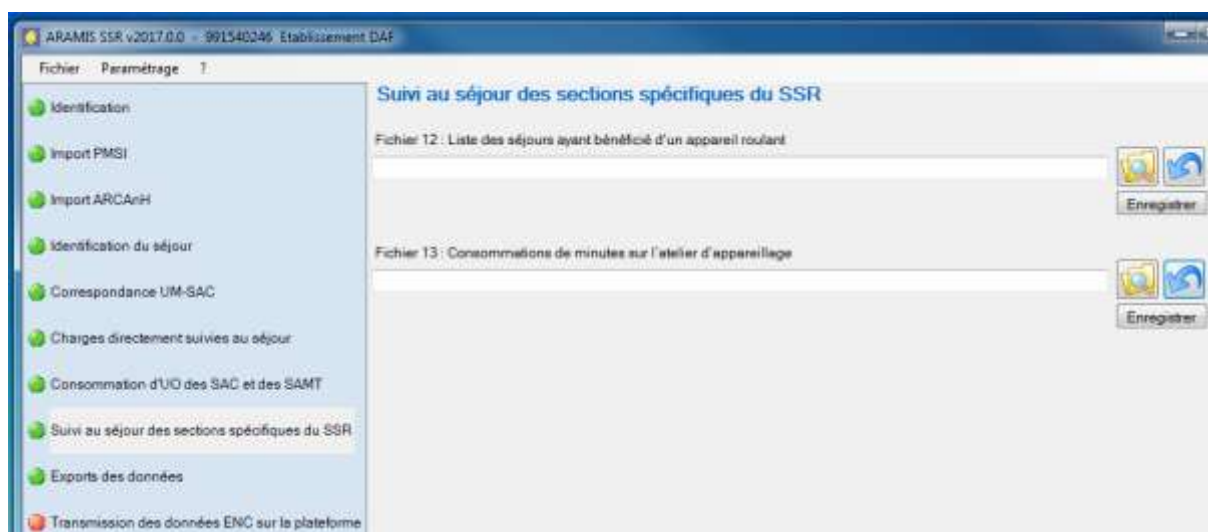 ARAMIS SSR v2017.0.0 - 991540246 Etablissement DAF
Fichier Paramétrage ?
Identification
Import PMSI
Import ARCAnH
Identification du séjour
Correspondance UM-SAC
Charges directement suivies au séjour
Consommation d'UO des SAC et des SAMT
Suivi au séjour des sections spécifiques du SSR
Exports des données
Transmission des données ENC sur la plateforme
Suivi au séjour des sections spécifiques du SSR
Fichier 12 : Liste des séjours ayant bénéficié d'un appareil roulant
Enregistrer
Fichier 13 : Consommations de minutes sur l'atelier d'appareillage
Enregistrer